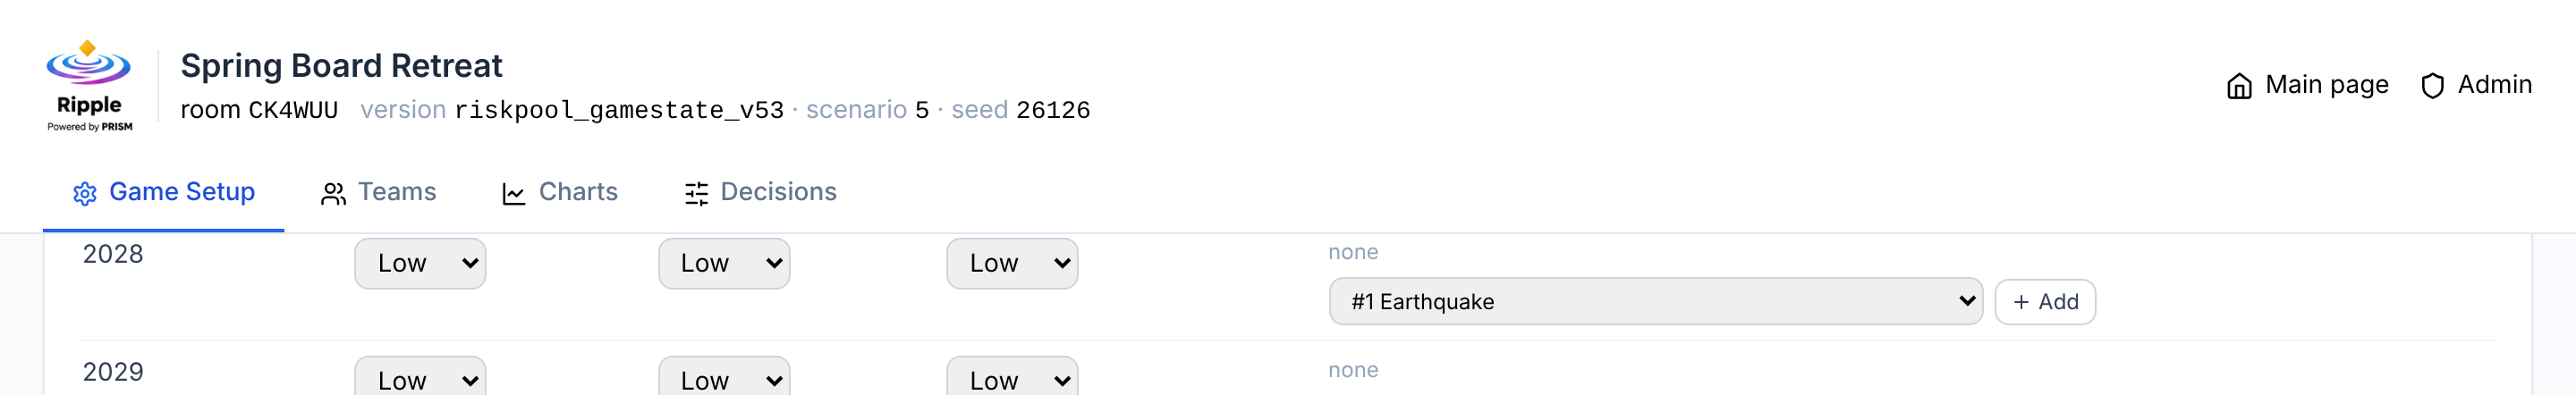 Ripple
Powered by PRISM
Spring Board Retreat
room CK4WUU version riskpool_gamestate_v53 · scenario 5 · seed 26126
Main page
Admin
Game Setup
Teams
Charts
Decisions
2028
Low
Low
Low
none
#1 Earthquake
+ Add
2029
Low
Low
Low
none